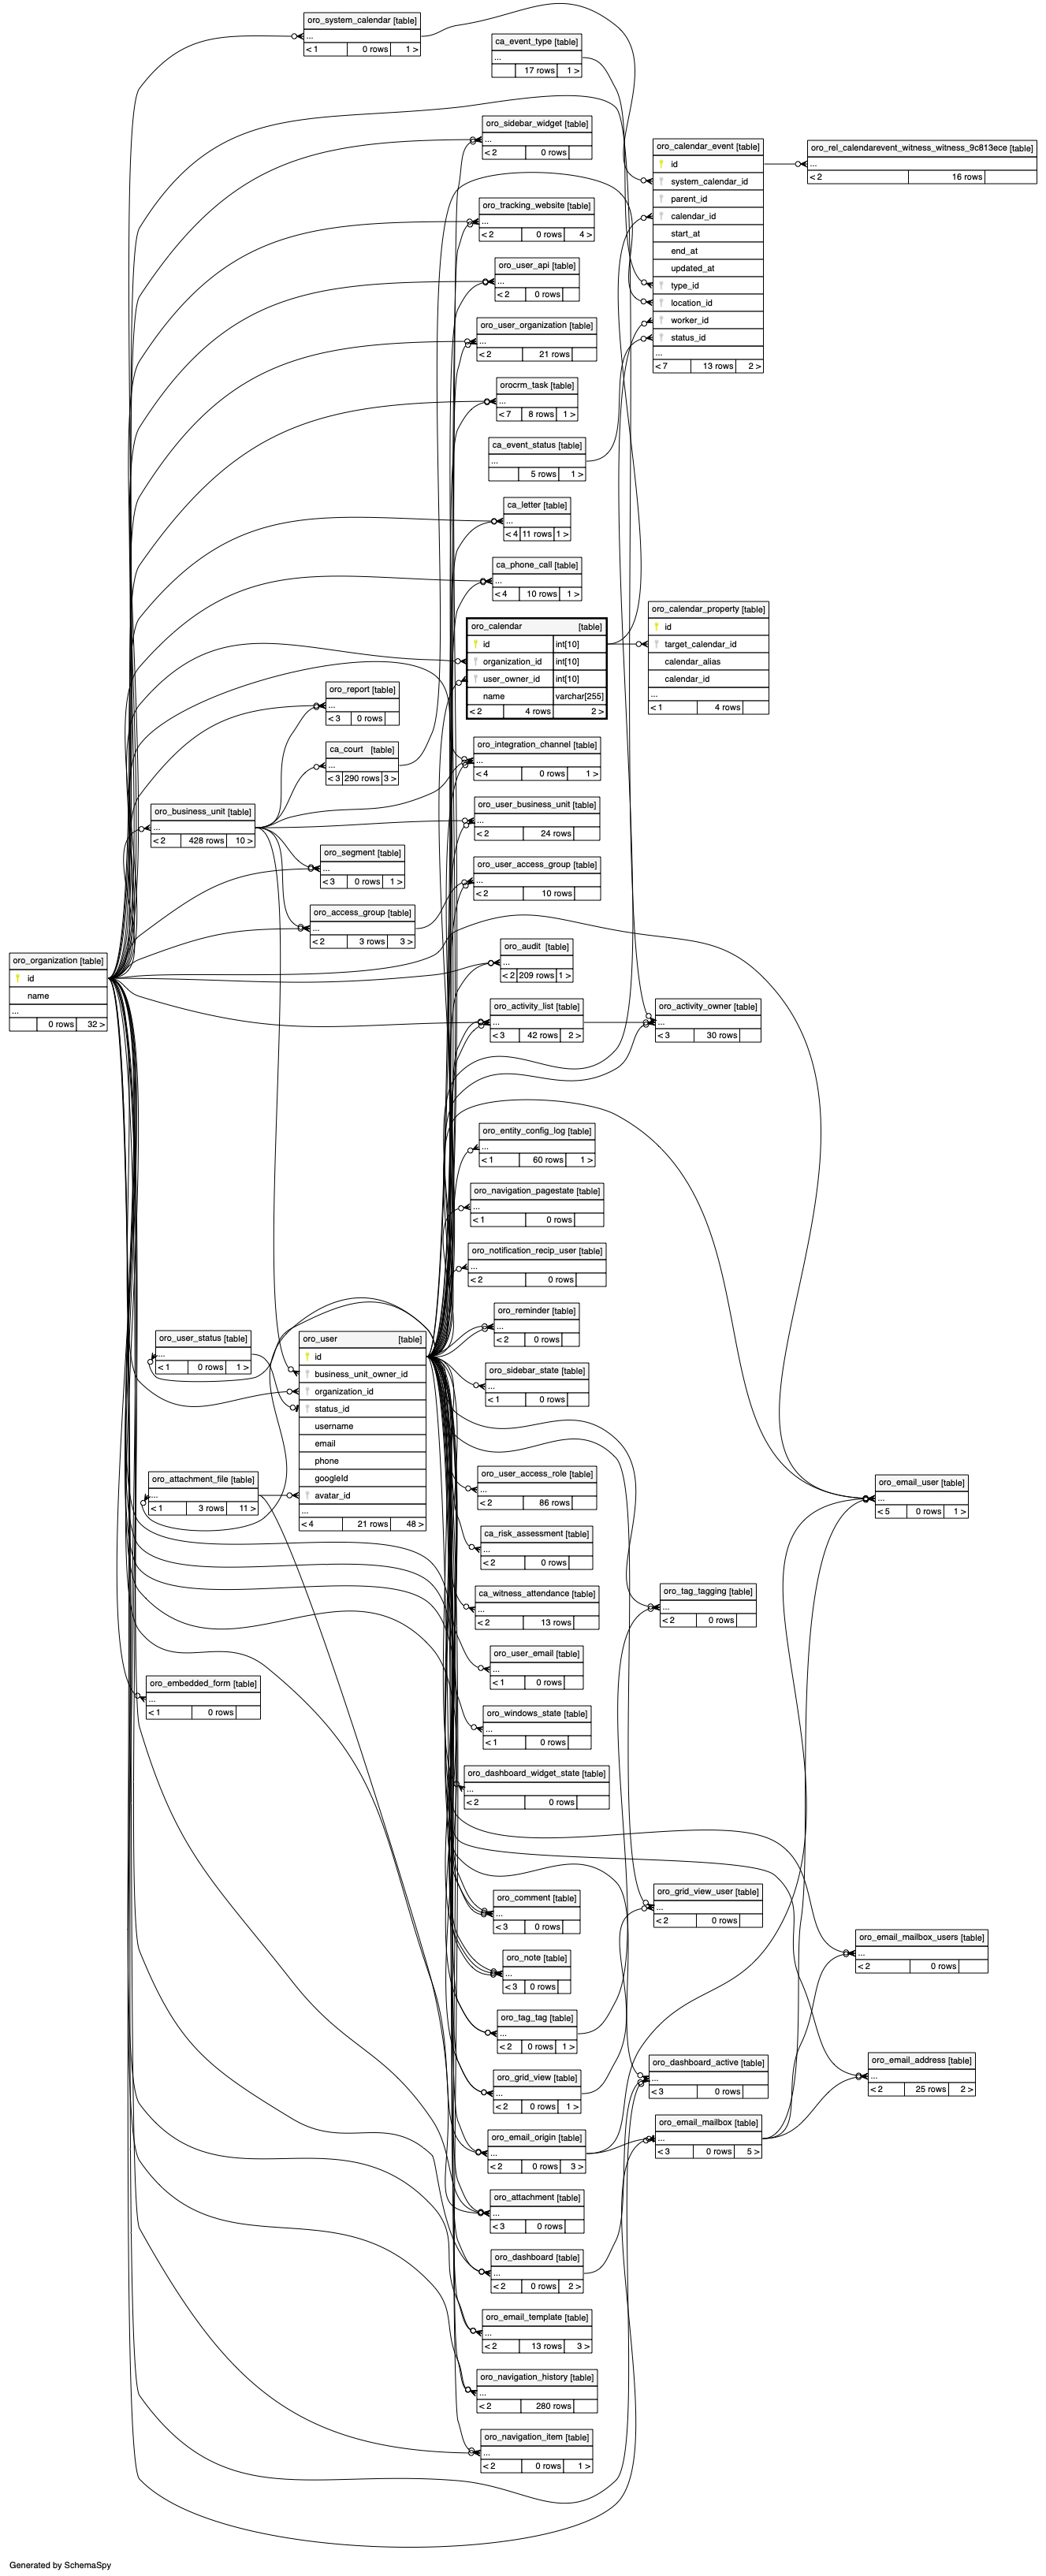 oro_system_calendar [table]
...
< 1 0 rows 1 >
ca_event_type [table]
...
17 rows 1 >
oro_sidebar_widget [table]
...
< 2 0 rows
oro_calendar_event [table]
id
system_calendar_id
parent_id
calendar_id
start_at
end_at
updated_at
type_id
location_id
worker_id
status_id
...
< 7 13 rows 2 >
oro_rel_calendarevent_witness_witness_9c813ece [table]
...
< 2 16 rows
oro_tracking_website [table]
...
< 2 0 rows 4 >
oro_user_api [table]
...
< 2 0 rows
oro_user_organization [table]
...
< 2 21 rows
orocrm_task [table]
...
< 7 8 rows 1 >
ca_event_status [table]
...
5 rows 1 >
ca_letter [table]
...
< 4 11 rows 1 >
ca_phone_call [table]
...
< 4 10 rows 1 >
oro_calendar [table]
id int[10]
organization_id int[10]
user_owner_id int[10]
name varchar[255]
< 2 4 rows 2 >
oro_calendar_property [table]
id
target_calendar_id
calendar_alias
calendar_id
...
< 1 4 rows
oro_report [table]
...
< 3 0 rows
ca_court [table]
...
< 3 290 rows 3 >
oro_integration_channel [table]
...
< 4 0 rows 1 >
oro_business_unit [table]
...
< 2 428 rows 10 >
oro_user_business_unit [table]
...
< 2 24 rows
oro_segment [table]
...
< 3 0 rows 1 >
oro_user_access_group [table]
...
< 2 10 rows
oro_access_group [table]
...
< 2 3 rows 3 >
oro_organization [table]
id
name
...
0 rows 32 >
oro_audit [table]
...
< 2 209 rows 1 >
oro_activity_list [table]
...
< 3 42 rows 2 >
oro_activity_owner [table]
...
< 3 30 rows
oro_entity_config_log [table]
...
< 1 60 rows 1 >
oro_navigation_pagestate [table]
...
< 1 0 rows
oro_notification_recip_user [table]
...
< 2 0 rows
oro_reminder [table]
...
< 2 0 rows
oro_user_status [table]
...
< 1 0 rows 1 >
oro_user [table]
id
business_unit_owner_id
organization_id
status_id
username
email
phone
googleId
avatar_id
...
< 4 21 rows 48 >
oro_sidebar_state [table]
...
< 1 0 rows
oro_attachment_file [table]
...
< 1 3 rows 11 >
oro_user_access_role [table]
...
< 2 86 rows
oro_email_user [table]
...
< 5 0 rows 1 >
ca_risk_assessment [table]
...
< 2 0 rows
ca_witness_attendance [table]
...
< 2 13 rows
oro_tag_tagging [table]
...
< 2 0 rows
oro_user_email [table]
...
< 1 0 rows
oro_embedded_form [table]
...
< 1 0 rows
oro_windows_state [table]
...
< 1 0 rows
oro_dashboard_widget_state [table]
...
< 2 0 rows
oro_comment [table]
...
< 3 0 rows
oro_grid_view_user [table]
...
< 2 0 rows
oro_email_mailbox_users [table]
...
< 2 0 rows
oro_note [table]
...
< 3 0 rows
oro_tag_tag [table]
...
< 2 0 rows 1 >
oro_grid_view [table]
...
< 2 0 rows 1 >
oro_dashboard_active [table]
...
< 3 0 rows
oro_email_address [table]
...
< 2 25 rows 2 >
oro_email_mailbox [table]
...
< 3 0 rows 5 >
oro_email_origin [table]
...
< 2 0 rows 3 >
oro_attachment [table]
...
< 3 0 rows
oro_dashboard [table]
...
< 2 0 rows 2 >
oro_email_template [table]
...
< 2 13 rows 3 >
oro_navigation_history [table]
...
< 2 280 rows
oro_navigation_item [table]
...
< 2 0 rows 1 >
Generated by SchemaSpy